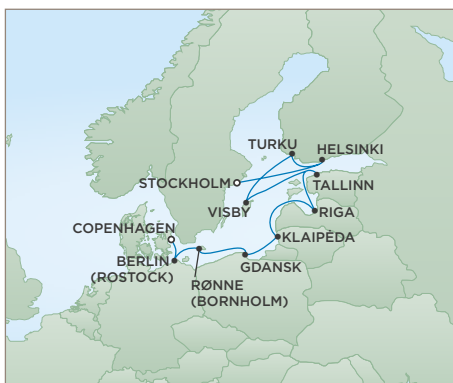 TURKU
HELSINKI
STOCKHOLM
TALLINN
VISBY
RIGA
COPENHAGEN
KLAIPĖDA
BERLIN
(ROSTOCK)
GDANSK
RØNNE
(BORNHOLM)